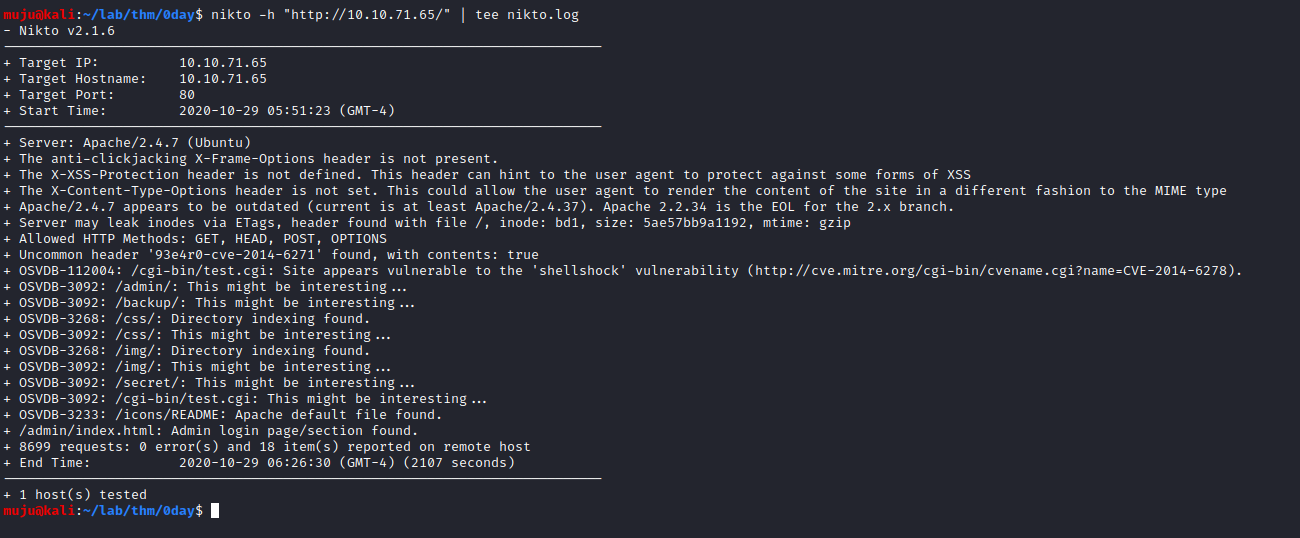 muju@kali:~/lab/thm/0day$ nikto -h "http://10.10.71.65/" | tee nikto.log
- Nikto v2.1.6
---------------------------------------------------------------------------
+ Target IP:          10.10.71.65
+ Target Hostname:    10.10.71.65
+ Target Port:        80
+ Start Time:         2020-10-29 05:51:23 (GMT-4)
---------------------------------------------------------------------------
+ Server: Apache/2.4.7 (Ubuntu)
+ The anti-clickjacking X-Frame-Options header is not present.
+ The X-XSS-Protection header is not defined. This header can hint to the user agent to protect against some forms of XSS
+ The X-Content-Type-Options header is not set. This could allow the user agent to render the content of the site in a different fashion to the MIME type
+ Apache/2.4.7 appears to be outdated (current is at least Apache/2.4.37). Apache 2.2.34 is the EOL for the 2.x branch.
+ Server may leak inodes via ETags, header found with file /, inode: bd1, size: 5ae57bb9a1192, mtime: gzip
+ Allowed HTTP Methods: GET, HEAD, POST, OPTIONS
+ Uncommon header '93e4r0-cve-2014-6271' found, with contents: true
+ OSVDB-112004: /cgi-bin/test.cgi: Site appears vulnerable to the 'shellshock' vulnerability (http://cve.mitre.org/cgi-bin/cvename.cgi?name=CVE-2014-6278).
+ OSVDB-3092: /admin/: This might be interesting...
+ OSVDB-3092: /backup/: This might be interesting...
+ OSVDB-3268: /css/: Directory indexing found.
+ OSVDB-3092: /css/: This might be interesting...
+ OSVDB-3268: /img/: Directory indexing found.
+ OSVDB-3092: /img/: This might be interesting...
+ OSVDB-3092: /secret/: This might be interesting...
+ OSVDB-3092: /cgi-bin/test.cgi: This might be interesting...
+ OSVDB-3233: /icons/README: Apache default file found.
+ /admin/index.html: Admin login page/section found.
+ 8699 requests: 0 error(s) and 18 item(s) reported on remote host
+ End Time:           2020-10-29 06:26:30 (GMT-4) (2107 seconds)
---------------------------------------------------------------------------
+ 1 host(s) tested
muju@kali:~/lab/thm/0day$